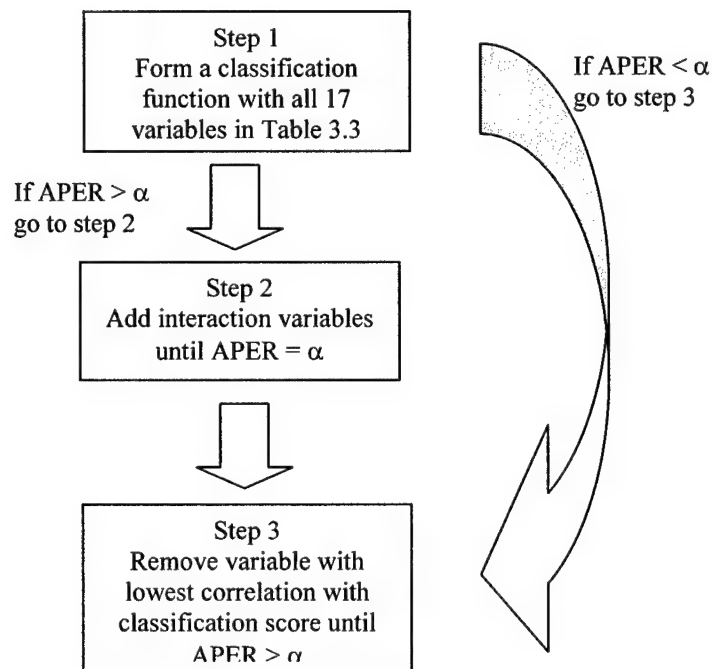 Step 1
Form a classification
function with all 17
variables in Table 3.3
If APER < α
go to step 3
If APER > α
go to step 2
Step 2
Add interaction variables
until APER = α
Step 3
Remove variable with
lowest correlation with
classification score until
APER > α